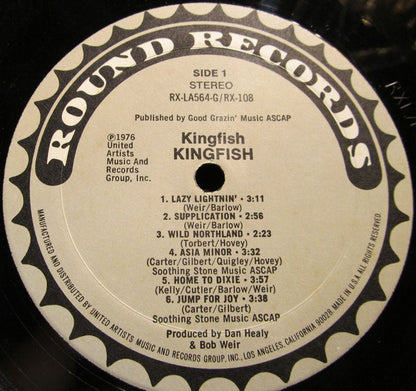 ROUND RECORDS
SIDE 1
STEREO
RX-LA564-G/RX-108
Published by Good Grazin' Music ASCAP
℗1976
United
Artists
Music And
Records
Group, Inc.
Kingfish
KINGFISH
1. LAZY LIGHTNIN' • 3:11
(Weir/Barlow)
2. SUPPLICATION • 2:56
(Weir/Barlow)
3. WILD NORTHLAND • 2:23
(Torbert/Hovey)
4. ASIA MINOR • 3:32
(Carter/Gilbert/Quigley/Hovey)
Soothing Stone Music ASCAP
5. HOME TO DIXIE • 3:57
(Kelly/Cutler/Barlow/Weir)
6. JUMP FOR JOY • 3:38
(Carter/Gilbert)
Soothing Stone Music ASCAP
Produced by Dan Healy
& Bob Weir
MANUFACTURED AND DISTRIBUTED BY UNITED ARTISTS MUSIC AND RECORDS GROUP, INC., LOS ANGELES, CALIFORNIA 90028. MADE IN U.S.A. ALL RIGHTS RESERVED.